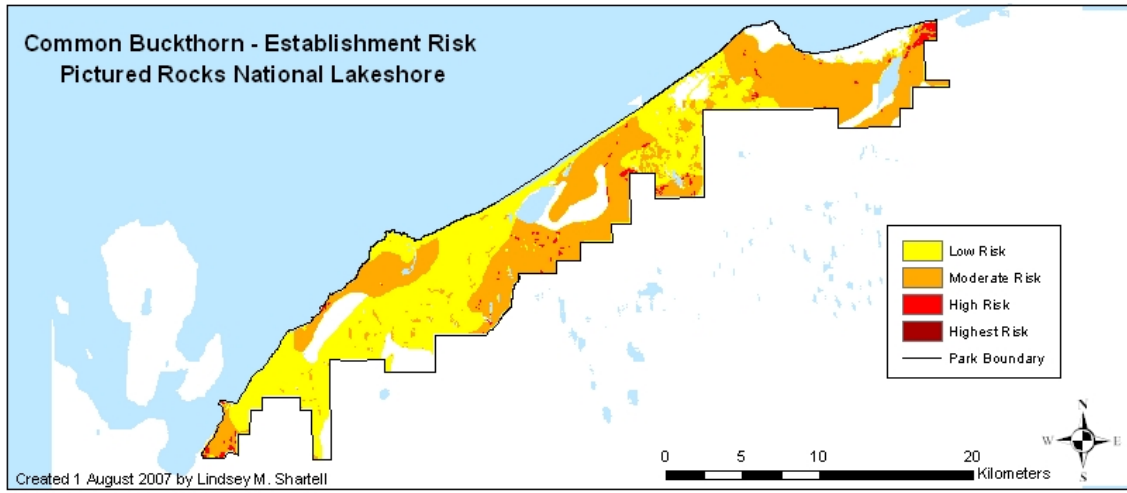 Common Buckthorn - Establishment Risk
Pictured Rocks National Lakeshore
Low Risk
Moderate Risk
High Risk
Highest Risk
Park Boundary
N
W E
S
0 5 10 20
Kilometers
Created 1 August 2007 by Lindsey M. Shartell